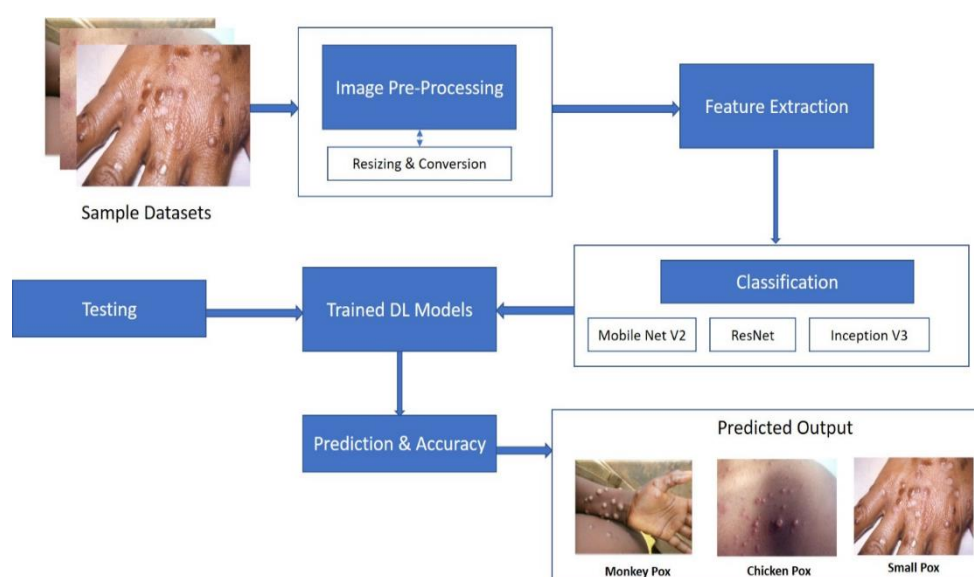 Image Pre-Processing
Resizing & Conversion
Feature Extraction
Sample Datasets
Classification
Mobile Net V2
ResNet
Inception V3
Testing
Trained DL Models
Prediction & Accuracy
Predicted Output
Monkey Pox
Chicken Pox
Small Pox